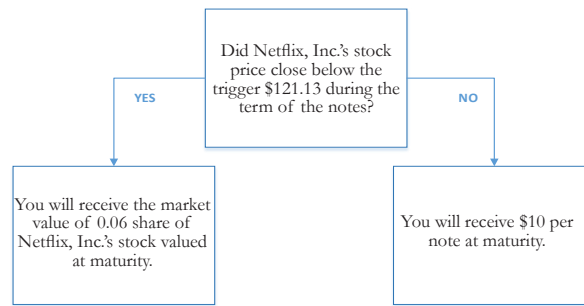 Did Netflix, Inc.'s stock
price close below the
trigger $121.13 during the
term of the notes?
YES
NO
You will receive the market
value of 0.06 share of
Netflix, Inc.'s stock valued
at maturity.
You will receive $10 per
note at maturity.